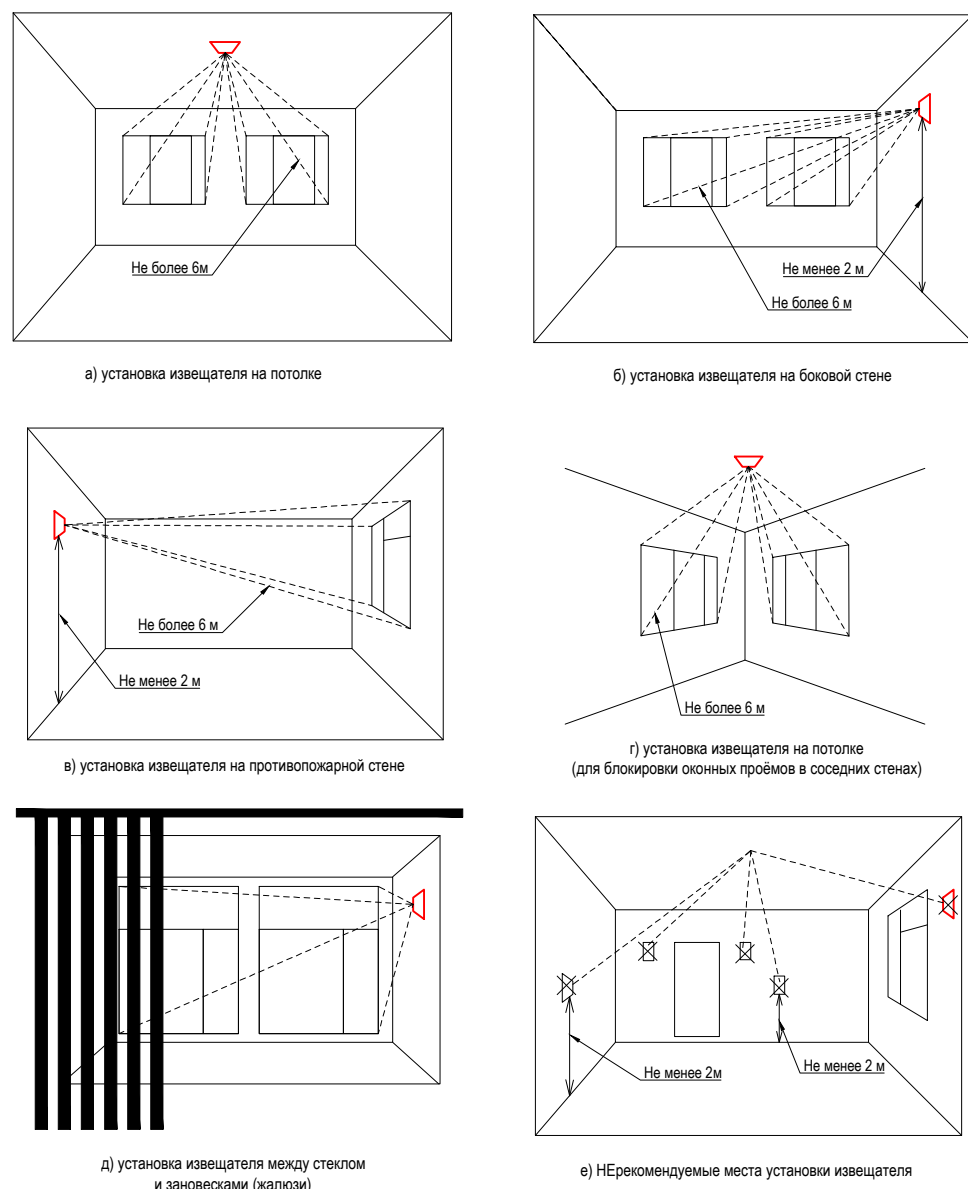 Не более 6м
а) установка извещателя на потолке
Не менее 2 м
Не более 6 м
б) установка извещателя на боковой стене
Не более 6 м
Не менее 2 м
в) установка извещателя на противопожарной стене
Не более 6 м
г) установка извещателя на потолке
(для блокировки оконных проёмов в соседних стенах)
д) установка извещателя между стеклом
и зановесками (жалюзи)
Не менее 2м
Не менее 2 м
е) НЕрекомендуемые места установки извещателя